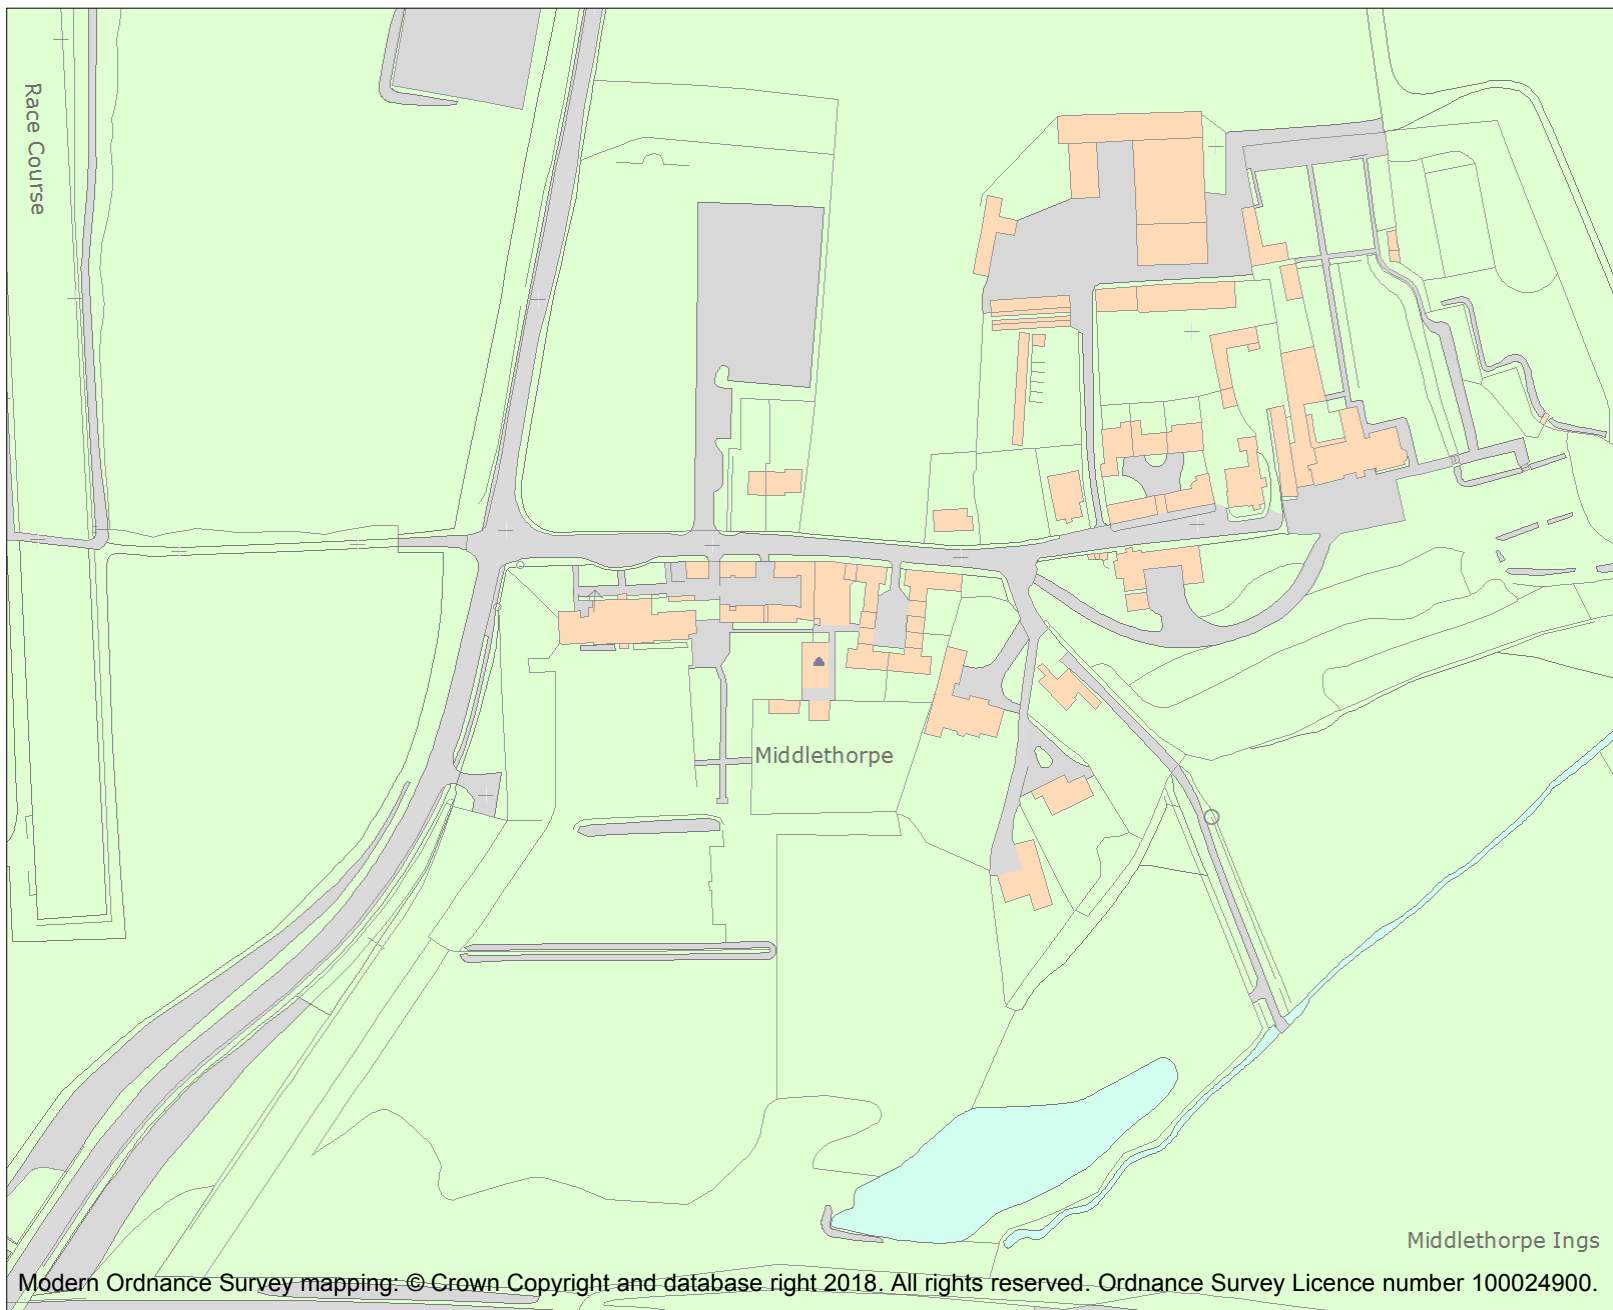 Race Course
Middlethorpe
Middlethorpe Ings
Modern Ordnance Survey mapping: © Crown Copyright and database right 2018. All rights reserved. Ordnance Survey Licence number 100024900.